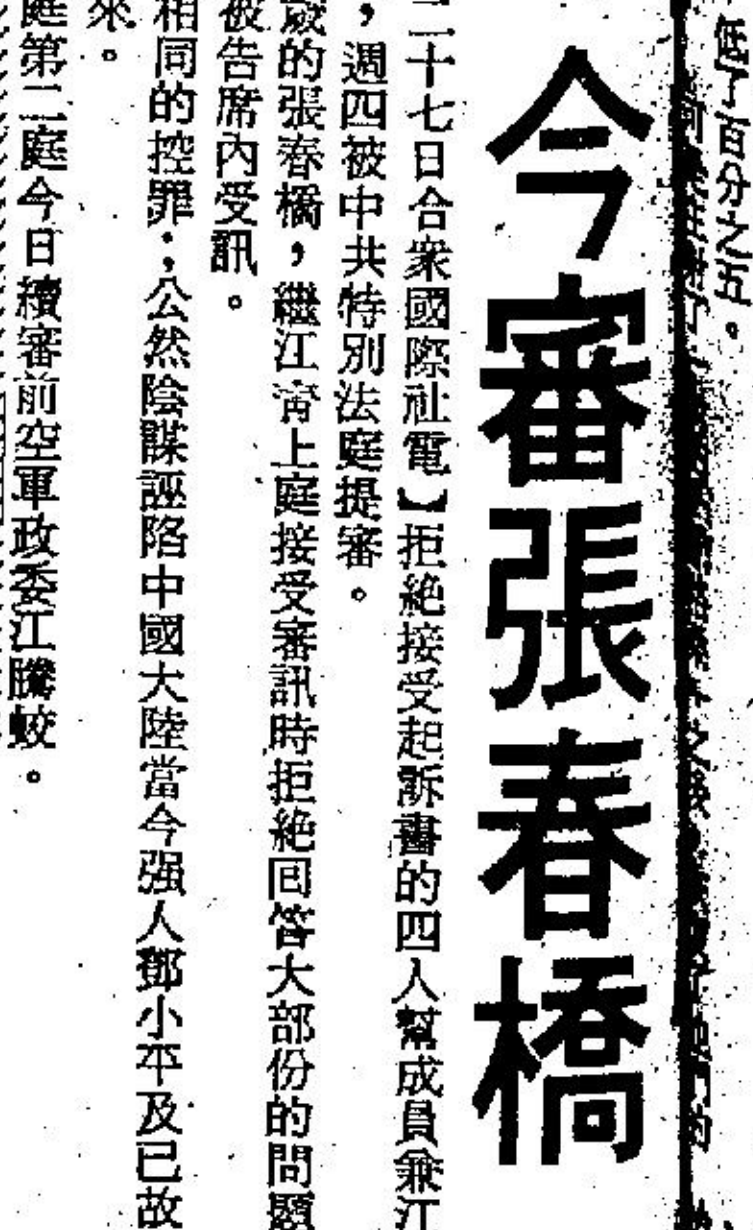 低了百分之五。
今審張春橋
二十七日合衆國際社電】拒絕接受起訴書的四人幫成員兼江
，週四被中共特別法庭提審。
歲的張春橋，繼江青上庭接受審訊時拒絕回答大部份的問題
被告席內受訊。
相同的控罪；公然陰謀誣陷中國大陸當今强人鄧小平及已故
來。
庭第二庭今日續審前空軍政委江騰蛟。